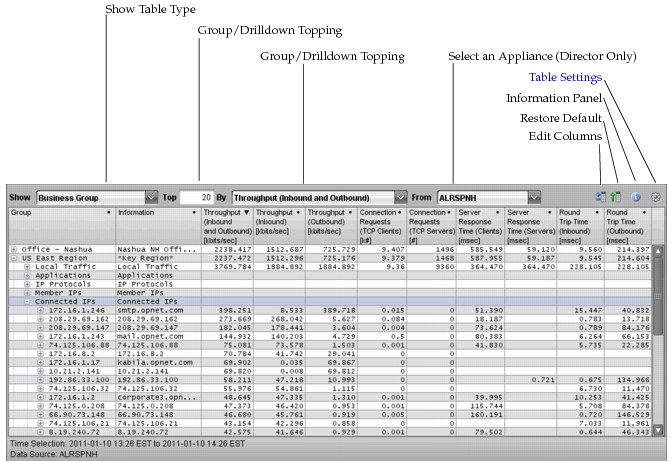 Show Table Type
Group/Drilldown Topping
Group/Drilldown Topping
Select an Appliance (Director Only)
Table Settings
Information Panel
Restore Default
Edit Columns
Show Business Group Top 20 By Throughput (Inbound and Outbound) From ALRSPNH
Group Information Throughput (Inbound and Outbound) [kbits/sec] Throughput (Inbound) [kbits/sec] Throughput (Outbound) [kbits/sec] Connection Requests (TCP Clients) [k#] Connection Requests (TCP Servers) [#] Server Response Time (Clients) [msec] Server Response Time (Servers) [msec] Round Trip Time (Inbound) [msec] Round Trip Time (Outbound) [msec]
Office - Nashua Nashua NH Offi... 2238.417 1512.687 725.729 9.407 1496 585.549 59.120 9.560 214.397
US East Region *Key Region* 2237.472 1512.296 725.176 9.379 1468 587.955 59.187 9.545 214.604
Local Traffic Local Traffic 3769.784 1884.892 1884.892 9.36 9360 364.470 364.470 228.105 228.105
Applications Applications
IP Protocols IP Protocols
Member IPs Member IPs
Connected IPs Connected IPs
172.16.1.246 smtp.opnet.com 398.251 8.533 389.718 0.015 0 51.390 15.447 40.832
208.29.69.162 208.29.69.162 273.669 268.042 5.627 0.084 0 18.187 0.783 13.718
208.29.69.147 208.29.69.147 182.045 178.441 3.604 0.004 0 73.624 0.789 84.176
172.16.1.243 mail.opnet.com 144.932 140.203 4.729 0.5 0 80.383 6.264 66.153
74.125.106.88 74.125.106.88 75.081 73.578 1.503 0.001 0 41.830 5.735 22.285
172.16.8.2 172.16.8.2 70.784 41.742 29.041 0 0
172.16.1.17 kabila.opnet.com 69.902 0.035 69.867 0 0
10.21.2.141 10.21.2.141 69.820 0.008 69.812 0 0
192.86.33.100 192.86.33.100 58.211 47.218 10.993 0 0 0.721 0.675 134.966
74.125.106.32 74.125.106.32 55.976 54.861 1.115 0 0 6.730 11.470
172.16.1.2 corporate3.opn... 48.645 47.335 1.310 0.001 0 39.995 10.253 41.425
74.125.0.208 74.125.0.208 47.373 46.420 0.953 0.001 0 115.744 5.708 84.378
66.90.73.148 66.90.73.148 46.680 45.761 0.919 0.005 0 160.191 0.720 146.529
74.125.106.21 74.125.106.21 43.154 42.296 0.858 0 0 7.033 11.961
8.19.240.72 8.19.240.72 42.575 41.646 0.929 0.001 0 79.502 0.644 46.343
Time Selection: 2011-01-10 13:26 EST to 2011-01-10 14:26 EST
Data Source: ALRSPNH